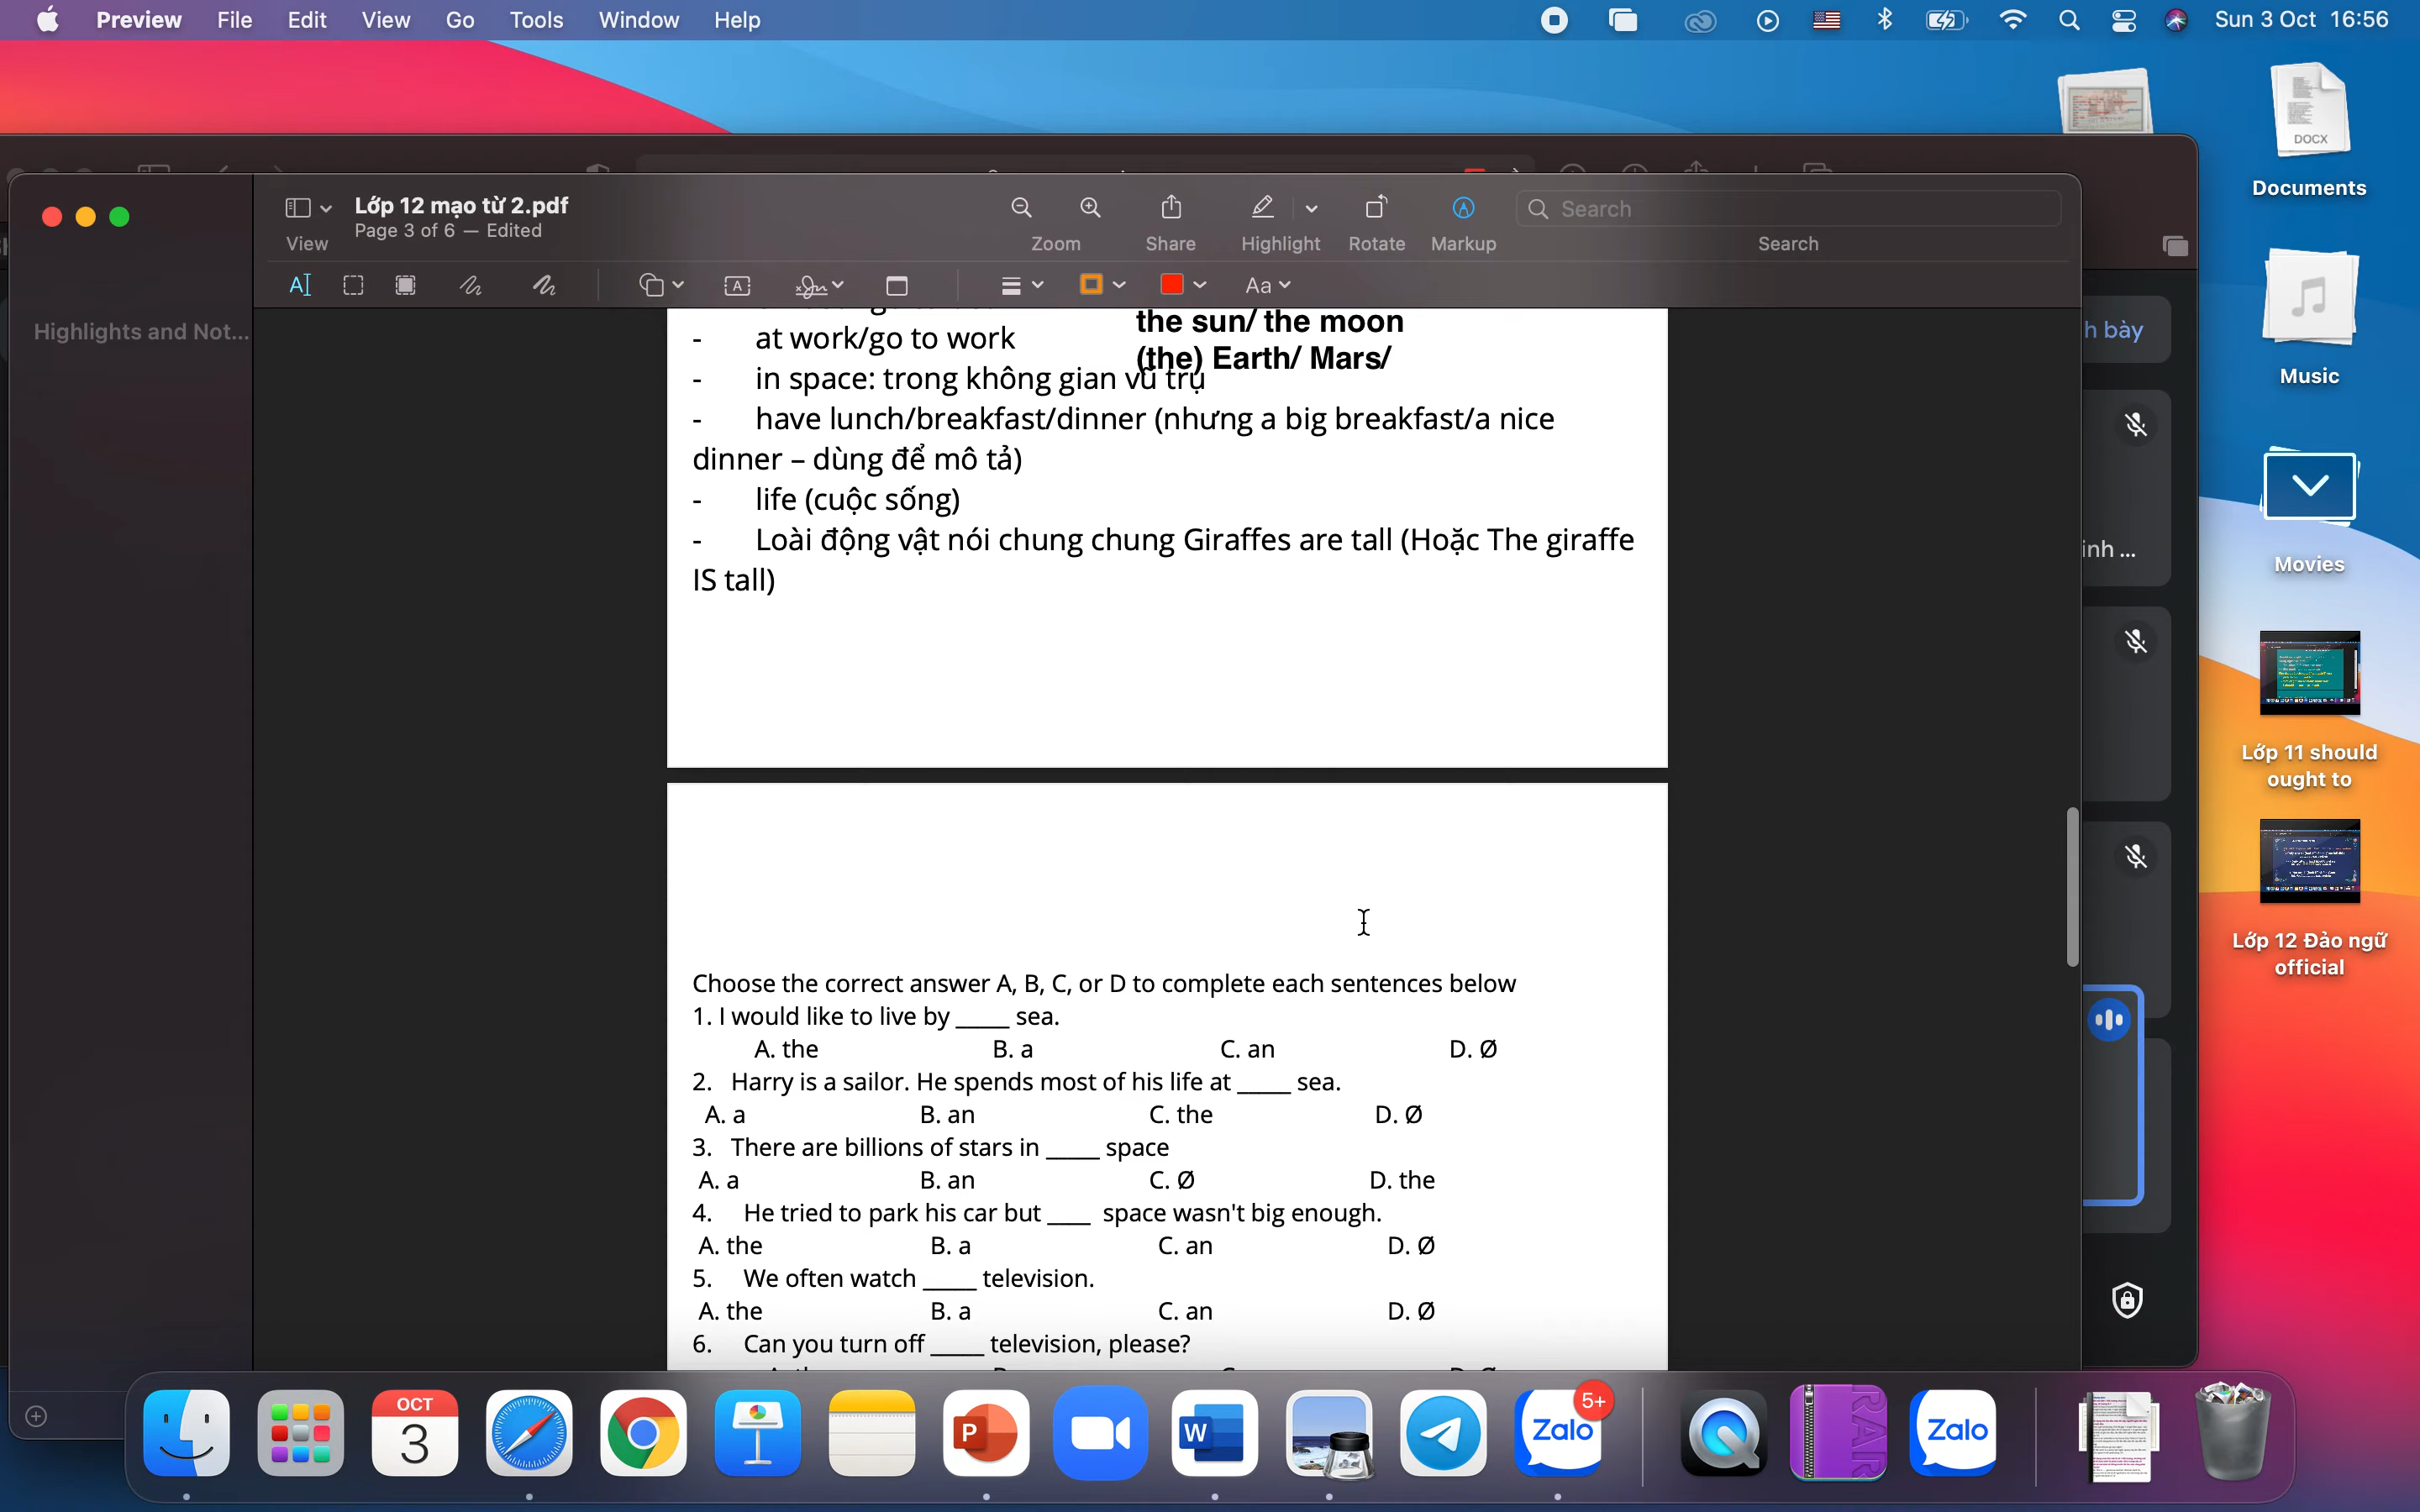 Preview File Edit View Go Tools Window Help
Sun 3 Oct 16:56
DOCX
Documents
Music
Movies
Lớp 11 should
ought to
Lớp 12 Đảo ngữ
official
Lớp 12 mạo từ 2.pdf
Page 3 of 6 — Edited
View
Zoom
Share
Highlight
Rotate
Markup
Search
Search
A
Aa
Highlights and Not...
h bày
inh ...
the sun/ the moon
(the) Earth/ Mars/
- at work/go to work
- in space: trong không gian vũ trụ
- have lunch/breakfast/dinner (nhưng a big breakfast/a nice
dinner – dùng để mô tả)
- life (cuộc sống)
- Loài động vật nói chung chung Giraffes are tall (Hoặc The giraffe
IS tall)
Choose the correct answer A, B, C, or D to complete each sentences below
1. I would like to live by _____ sea.
A. the B. a C. an D. Ø
2. Harry is a sailor. He spends most of his life at _____ sea.
A. a B. an C. the D. Ø
3. There are billions of stars in _____ space
A. a B. an C. Ø D. the
4. He tried to park his car but ____ space wasn't big enough.
A. the B. a C. an D. Ø
5. We often watch _____ television.
A. the B. a C. an D. Ø
6. Can you turn off _____ television, please?
OCT
3
P
W
Zalo
5+
RAR
Zalo